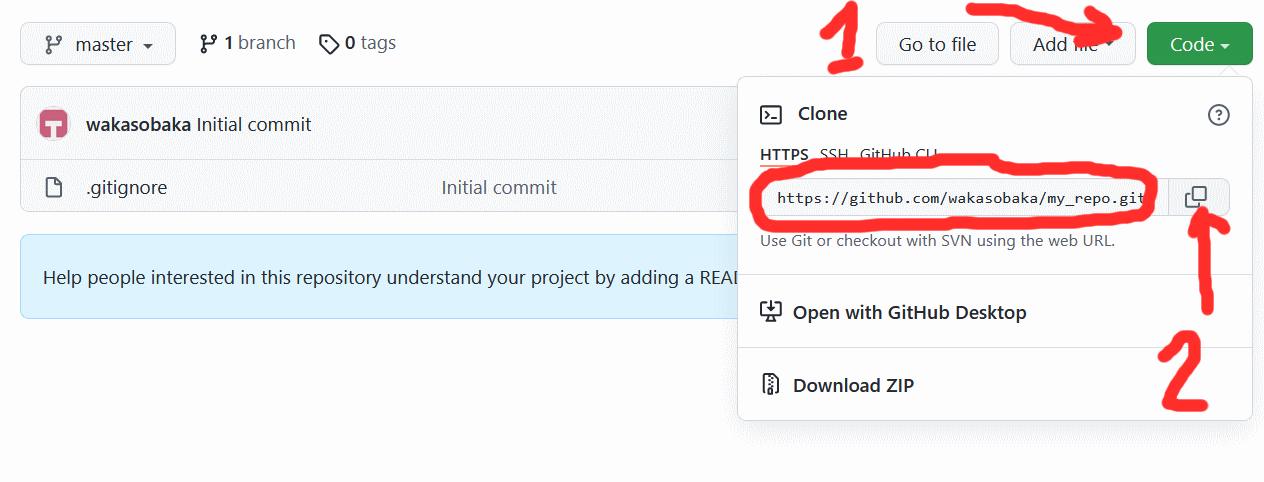 master
1 branch
0 tags
1
Go to file
Add file
Code
wakasobaka Initial commit
.gitignore
Initial commit
Help people interested in this repository understand your project by adding a READ
Clone
HTTPS SSH GitHub CLI
https://github.com/wakasobaka/my_repo.git
Use Git or checkout with SVN using the web URL.
Open with GitHub Desktop
2
Download ZIP